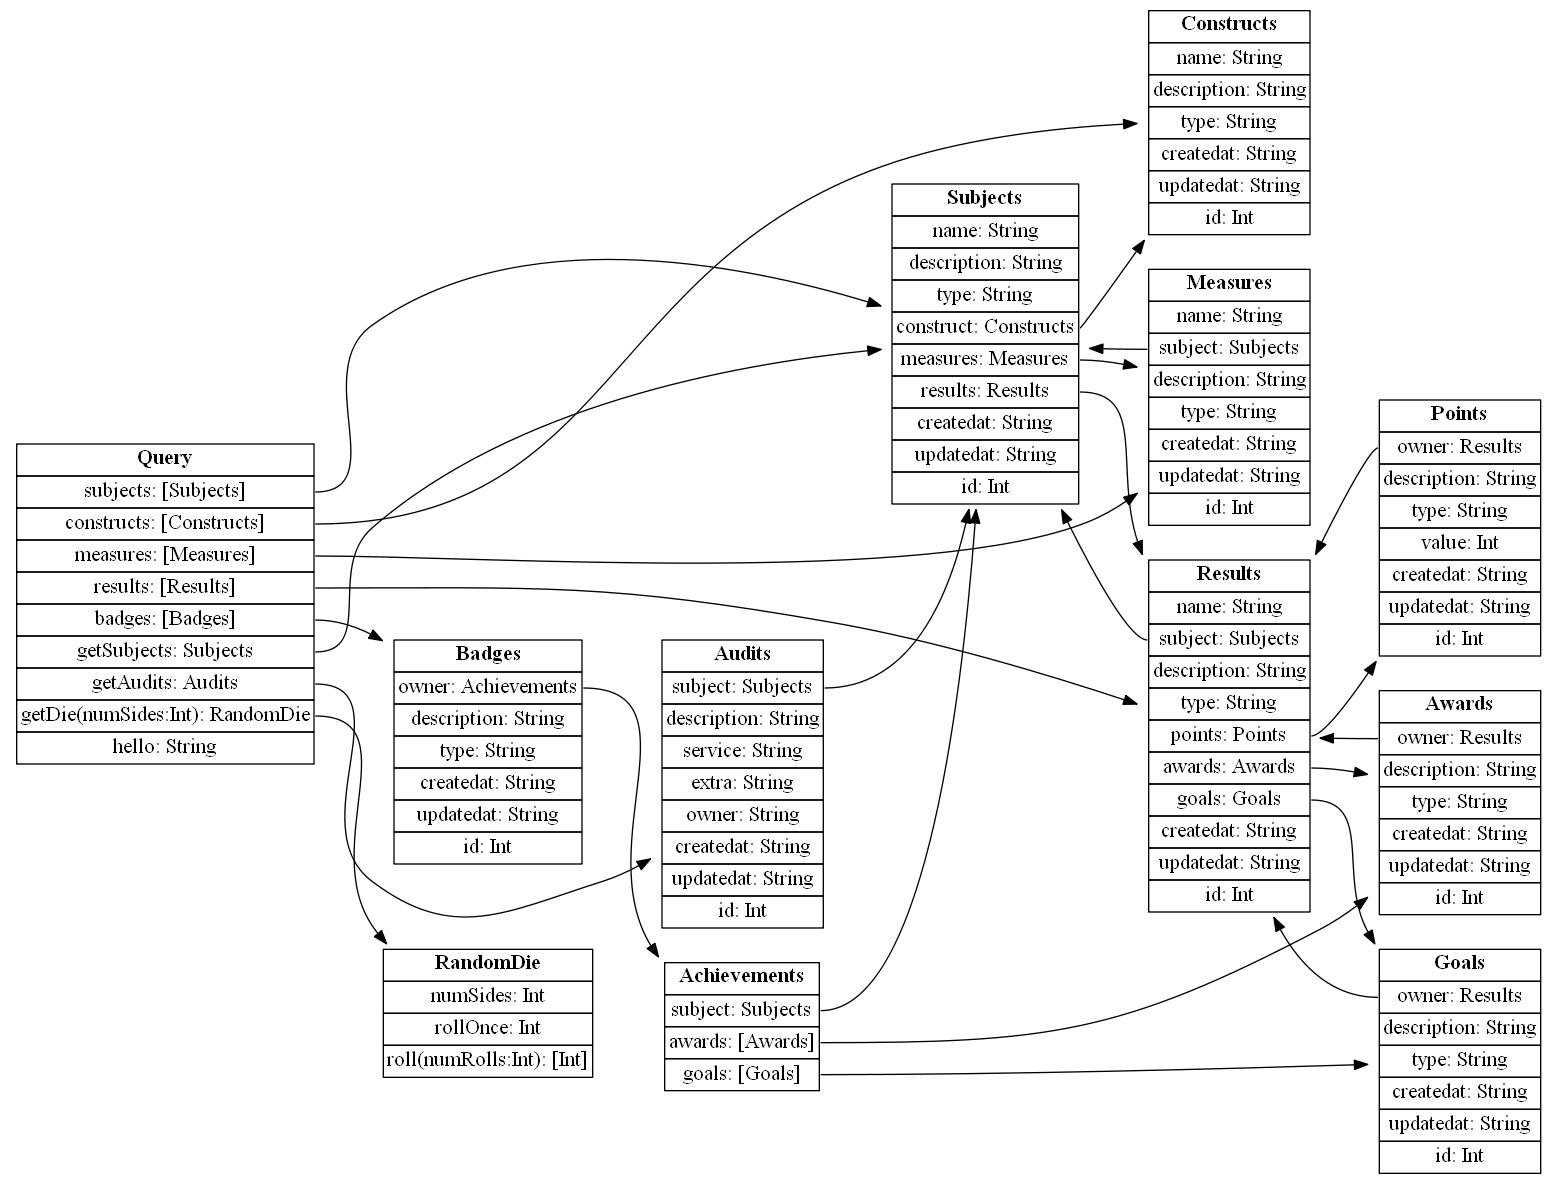 Constructs
name: String
description: String
type: String
createdat: String
updatedat: String
id: Int
Subjects
name: String
description: String
type: String
construct: Constructs
measures: Measures
results: Results
createdat: String
updatedat: String
id: Int
Measures
name: String
subject: Subjects
description: String
type: String
createdat: String
updatedat: String
id: Int
Points
owner: Results
description: String
type: String
value: Int
createdat: String
updatedat: String
id: Int
Query
subjects: [Subjects]
constructs: [Constructs]
measures: [Measures]
results: [Results]
badges: [Badges]
getSubjects: Subjects
getAudits: Audits
getDie(numSides:Int): RandomDie
hello: String
Results
name: String
subject: Subjects
description: String
type: String
points: Points
awards: Awards
goals: Goals
createdat: String
updatedat: String
id: Int
Badges
owner: Achievements
description: String
type: String
createdat: String
updatedat: String
id: Int
Audits
subject: Subjects
description: String
service: String
extra: String
owner: String
createdat: String
updatedat: String
id: Int
Awards
owner: Results
description: String
type: String
createdat: String
updatedat: String
id: Int
RandomDie
numSides: Int
rollOnce: Int
roll(numRolls:Int): [Int]
Achievements
subject: Subjects
awards: [Awards]
goals: [Goals]
Goals
owner: Results
description: String
type: String
createdat: String
updatedat: String
id: Int